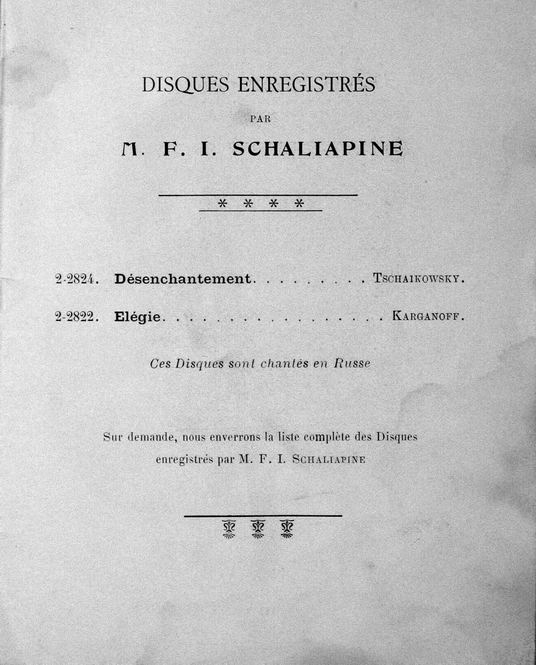 DISQUES ENREGISTRÉS
PAR
M. F. I. SCHALIAPINE
* * * *
2-2824. Désenchantement. . . . . . . . . Tschaikowsky.
2-2822. Elégie. . . . . . . . . . . . . . . . . . Karganoff.
Ces Disques sont chantés en Russe
Sur demande, nous enverrons la liste complète des Disques
enregistrés par M. F. I. Schaliapine